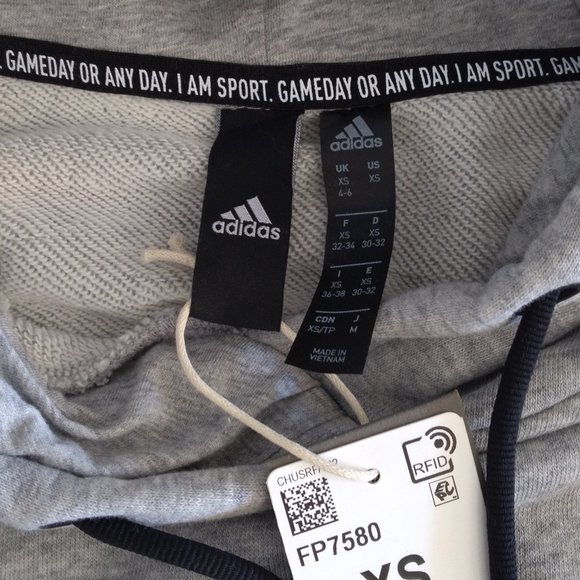 . GAMEDAY OR ANY DAY. I AM SPORT. GAMEDAY OR ANY DAY. I AM SPORT. GAME
adidas
adidas
UK US
XS XS
4-6
F D
XS XS
32-34 30-32
I E
XS XS
36-38 30-32
CDN J
XS/TP M
MADE IN
VIETNAM
RFID
FP7580
XS